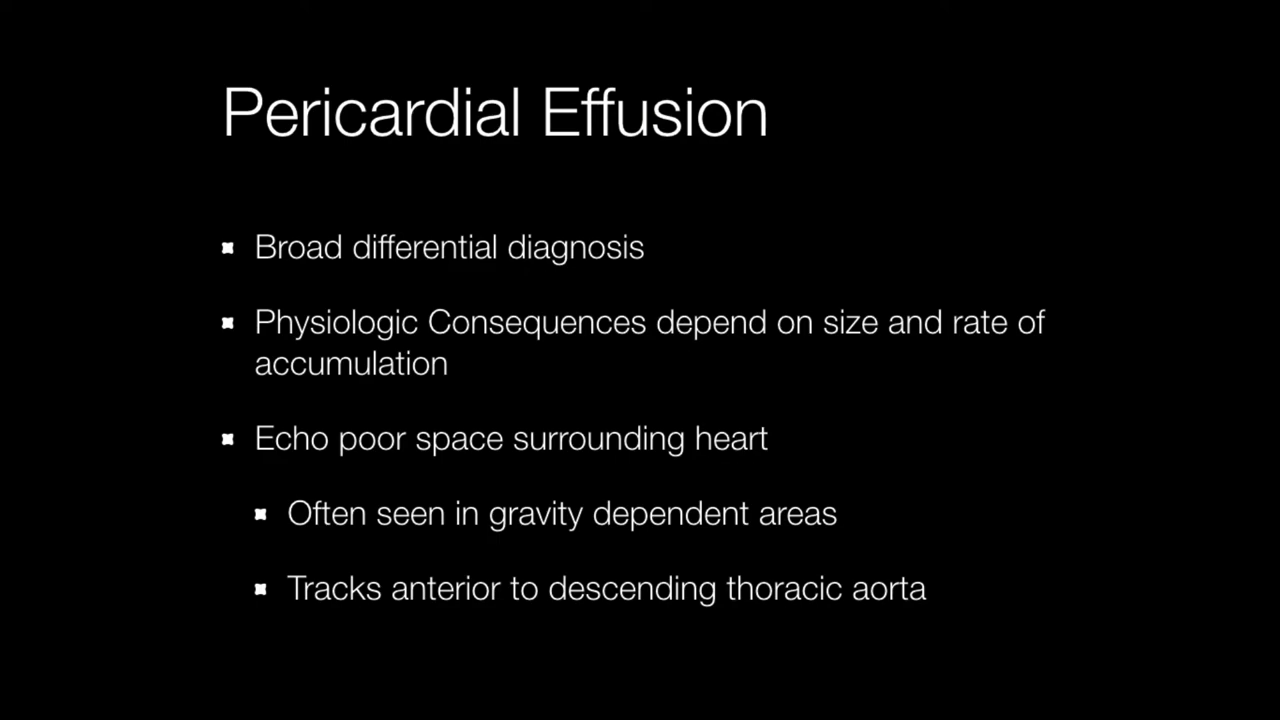 Pericardial Effusion
Broad differential diagnosis
Physiologic Consequences depend on size and rate of
accumulation
Echo poor space surrounding heart
Often seen in gravity dependent areas
Tracks anterior to descending thoracic aorta